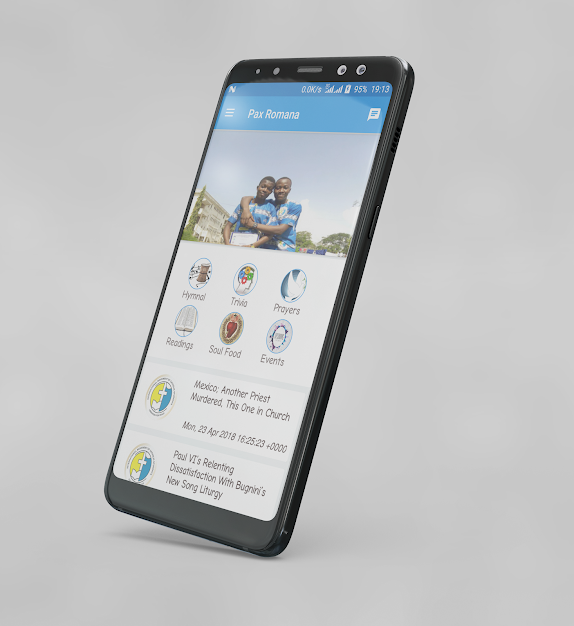 0.0K/s 95% 19:13
Pax Romana
Hymnal Trivia Prayers
Readings Soul Food Events
Mexico; Another Priest
Murdered, This One in Church
Mon, 23 Apr 2018 16:25:23 +0000
Paul VI's Relenting
Dissatisfaction With Bugnini's
New Song Liturgy